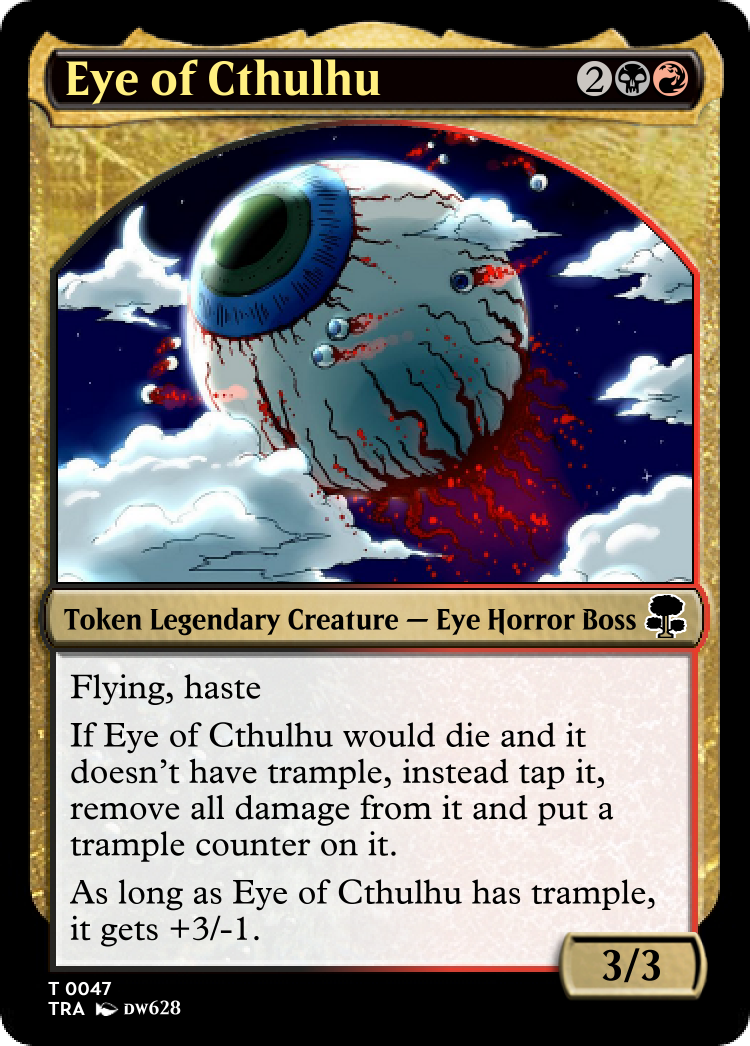 Eye of Cthulhu 2
Token Legendary Creature — Eye Horror Boss
Flying, haste
If Eye of Cthulhu would die and it
doesn’t have trample, instead tap it,
remove all damage from it and put a
trample counter on it.
As long as Eye of Cthulhu has trample,
it gets +3/-1.
3/3
T 0047
TRA DW628